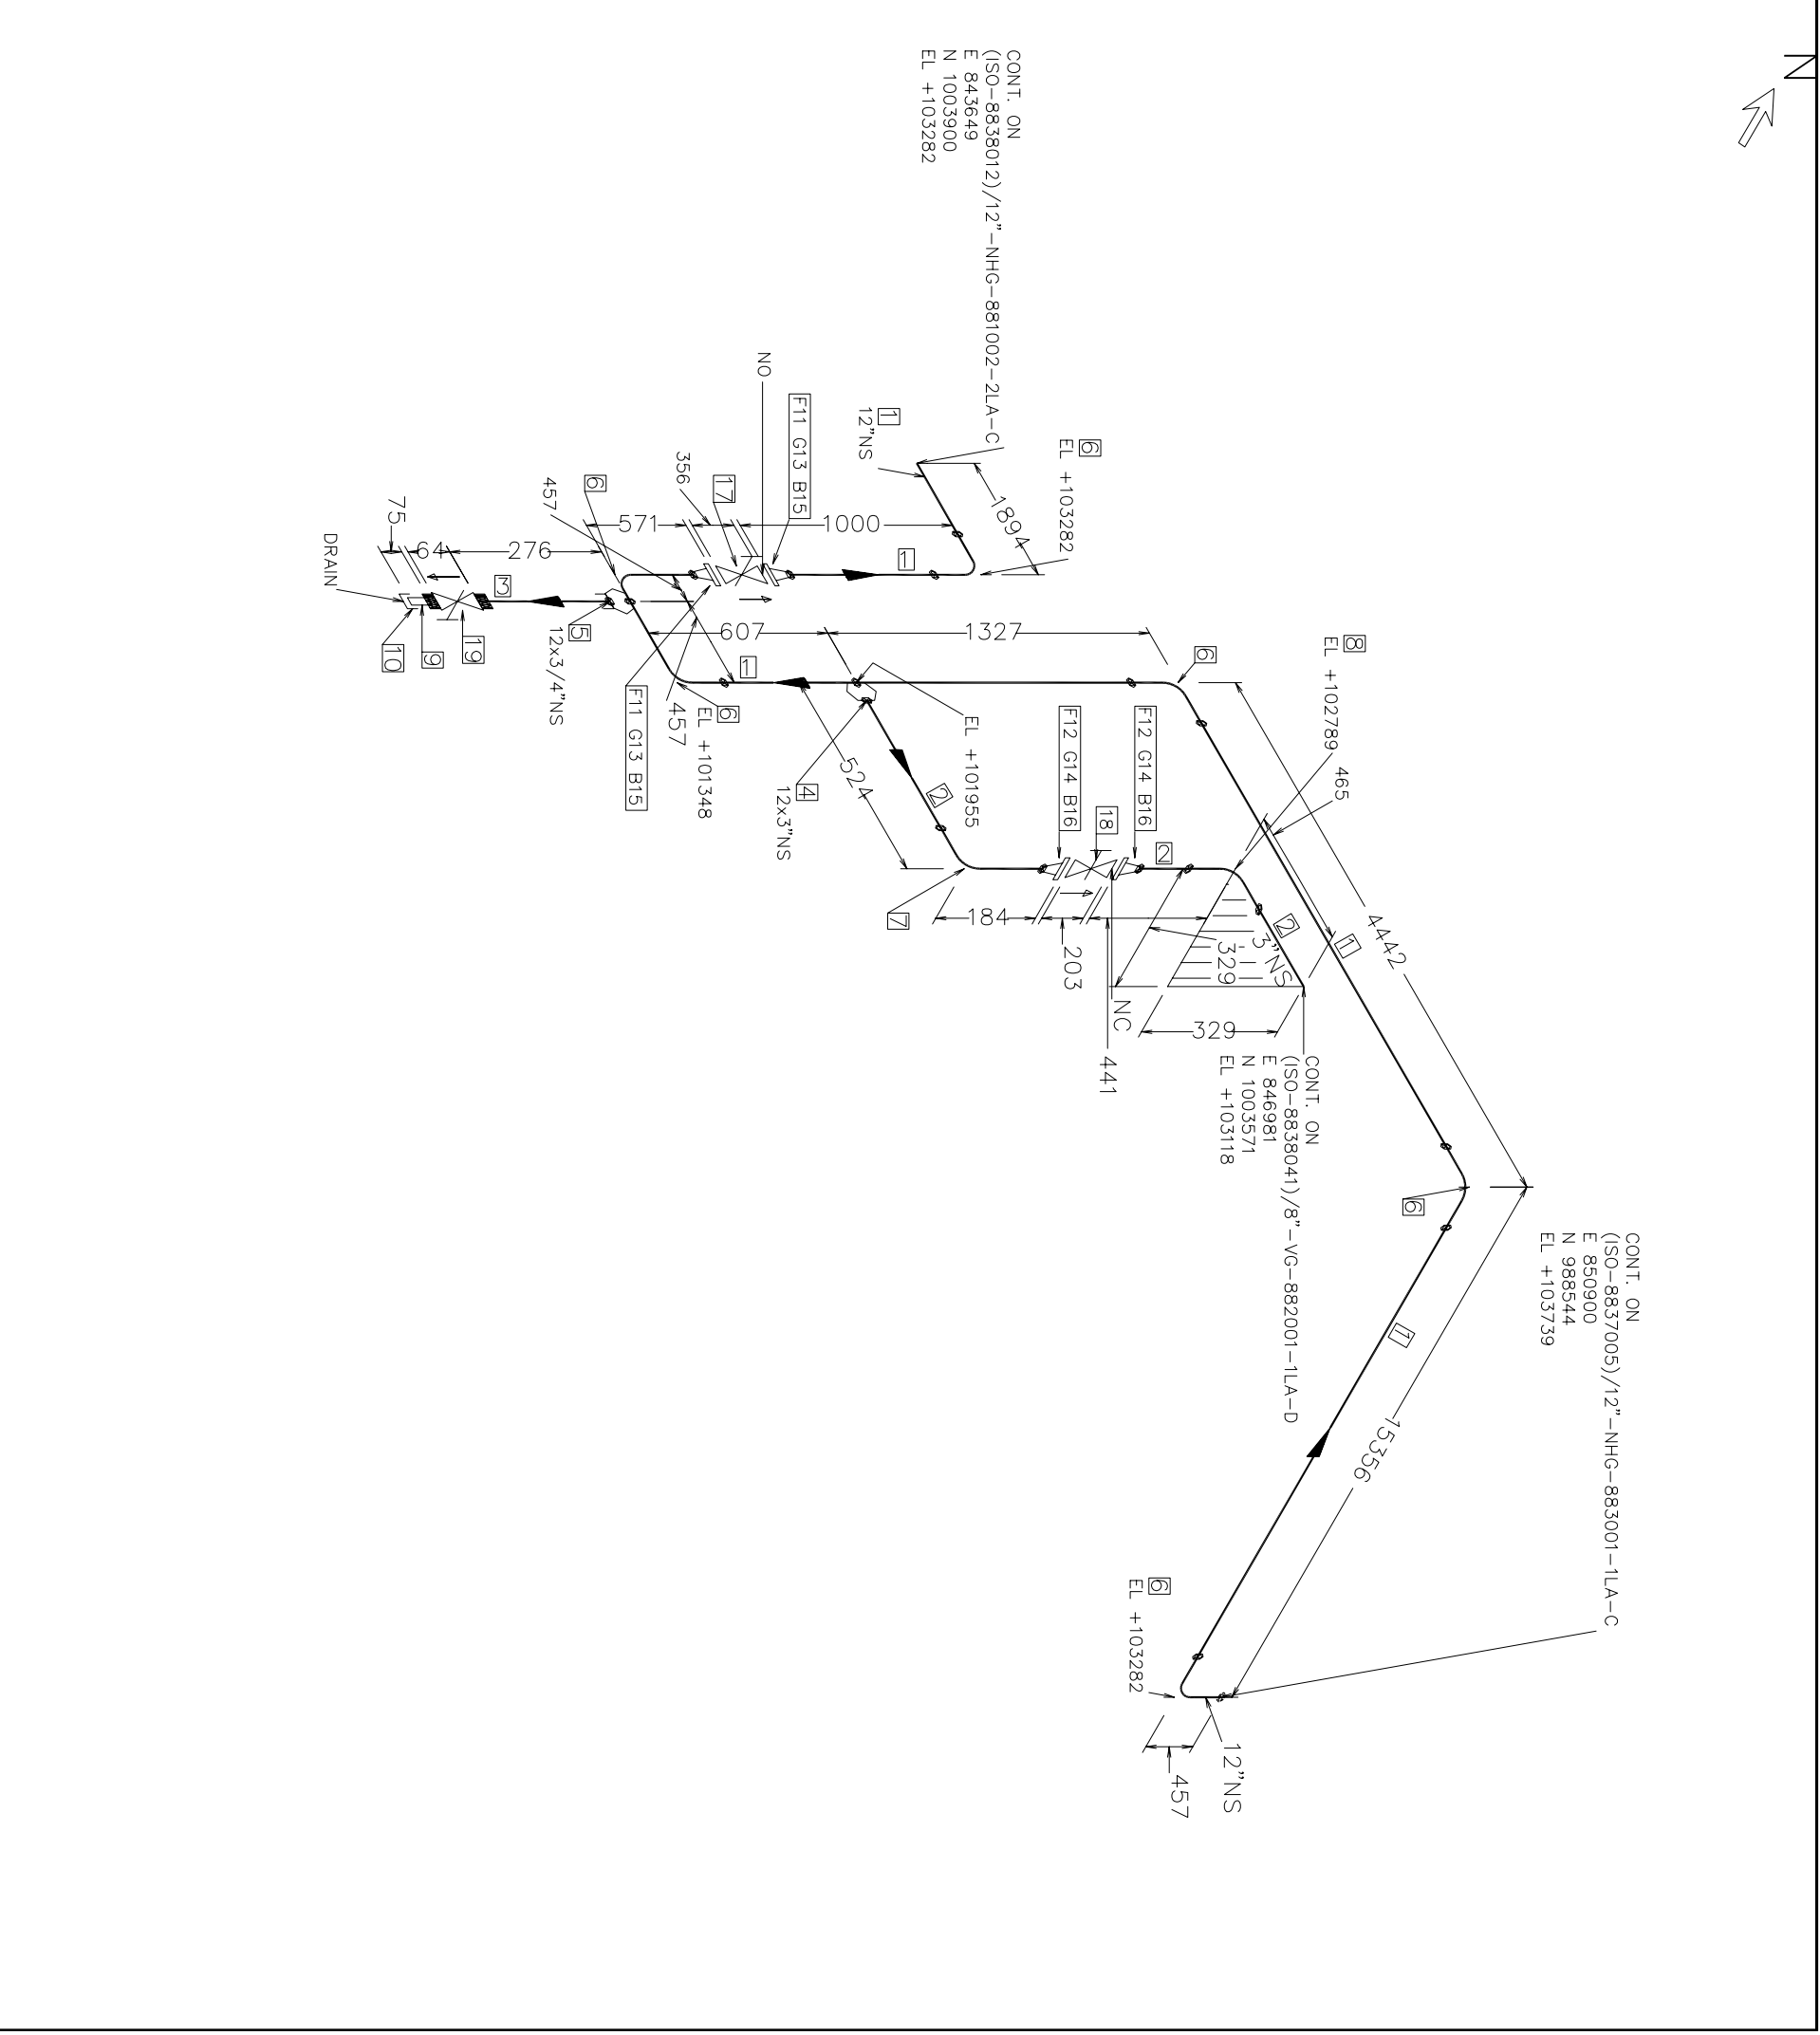 N
CONT. ON
(ISO-8837005)/12"-NHG-883001-1LA-C
E 850900
N 988544
EL +103739
4442
15356
1
1
6
CONT. ON
(ISO-8838041)/8"-VG-882001-1LA-D
E 846981
N 1003571
EL +103118
8
EL +102789
465
6
1327
607
3"NS
329
329
2
2
F12 G14 B16
F12 G14 B16
18
NC
441
203
184
7
6
EL +103282
12"NS
457
CONT. ON
(ISO-8838012)/12"-NHG-881002-2LA-C
E 843649
N 1003900
EL +103282
6
EL +103282
1894
1
12"NS
1
1000
F11 G13 B15
NO
17
356
571
6
457
EL +101955
2
524
4
12x3"NS
1
6
EL +101348
457
F11 G13 B15
5
12x3/4"NS
3
276
64
75
19
9
10
DRAIN